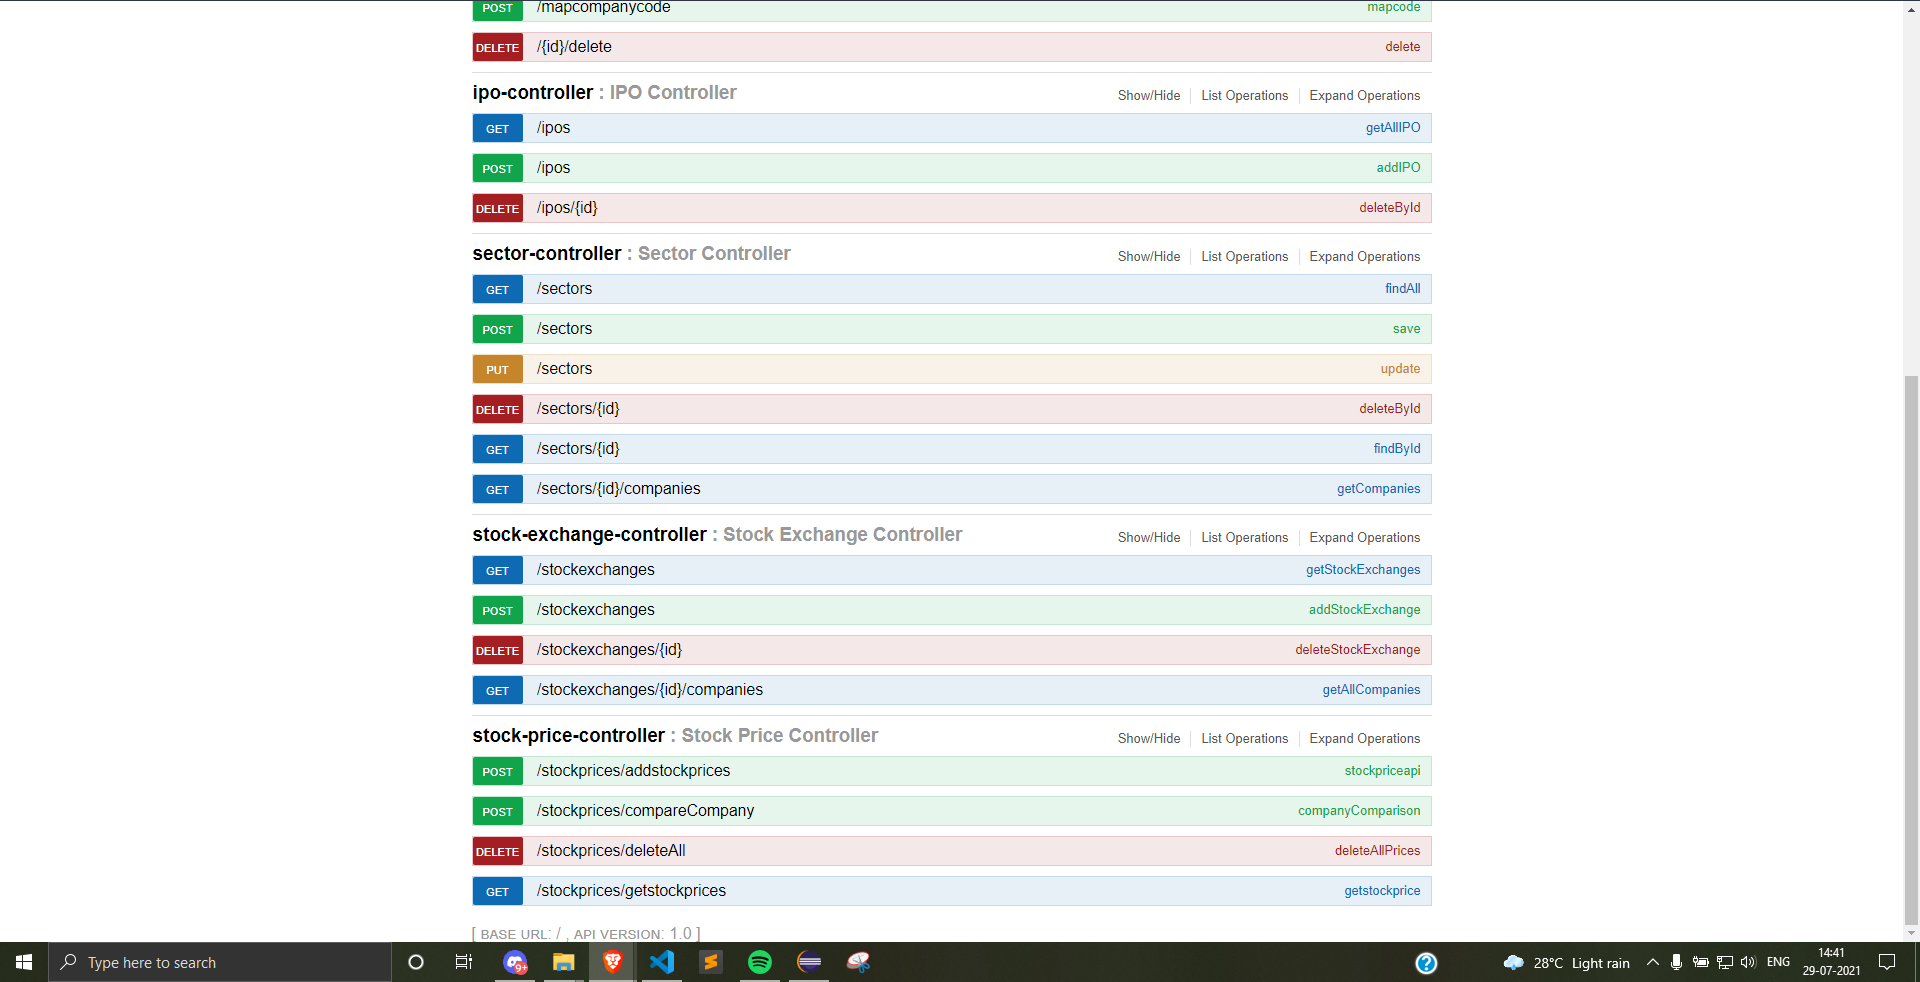 POST /mapcompanycode mapcode
DELETE /{id}/delete delete
ipo-controller : IPO Controller Show/Hide List Operations Expand Operations
GET /ipos getAllIPO
POST /ipos addIPO
DELETE /ipos/{id} deleteById
sector-controller : Sector Controller Show/Hide List Operations Expand Operations
GET /sectors findAll
POST /sectors save
PUT /sectors update
DELETE /sectors/{id} deleteById
GET /sectors/{id} findById
GET /sectors/{id}/companies getCompanies
stock-exchange-controller : Stock Exchange Controller Show/Hide List Operations Expand Operations
GET /stockexchanges getStockExchanges
POST /stockexchanges addStockExchange
DELETE /stockexchanges/{id} deleteStockExchange
GET /stockexchanges/{id}/companies getAllCompanies
stock-price-controller : Stock Price Controller Show/Hide List Operations Expand Operations
POST /stockprices/addstockprices stockpriceapi
POST /stockprices/compareCompany companyComparison
DELETE /stockprices/deleteAll deleteAllPrices
GET /stockprices/getstockprices getstockprice
[ BASE URL: / , API VERSION: 1.0 ]
Type here to search 9+ 28°C Light rain ENG 14:41
29-07-2021